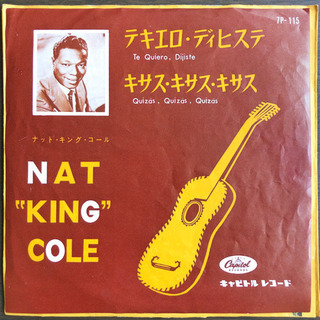 7P-115
テキエロ・ディヒステ
Te Quiero, Dijiste
キサス・キサス・キサス
Quizás, Quizás, Quizás
ナット・キング・コール
NAT
"KING"
COLE
Capitol
RECORDS
キャピトル レコード